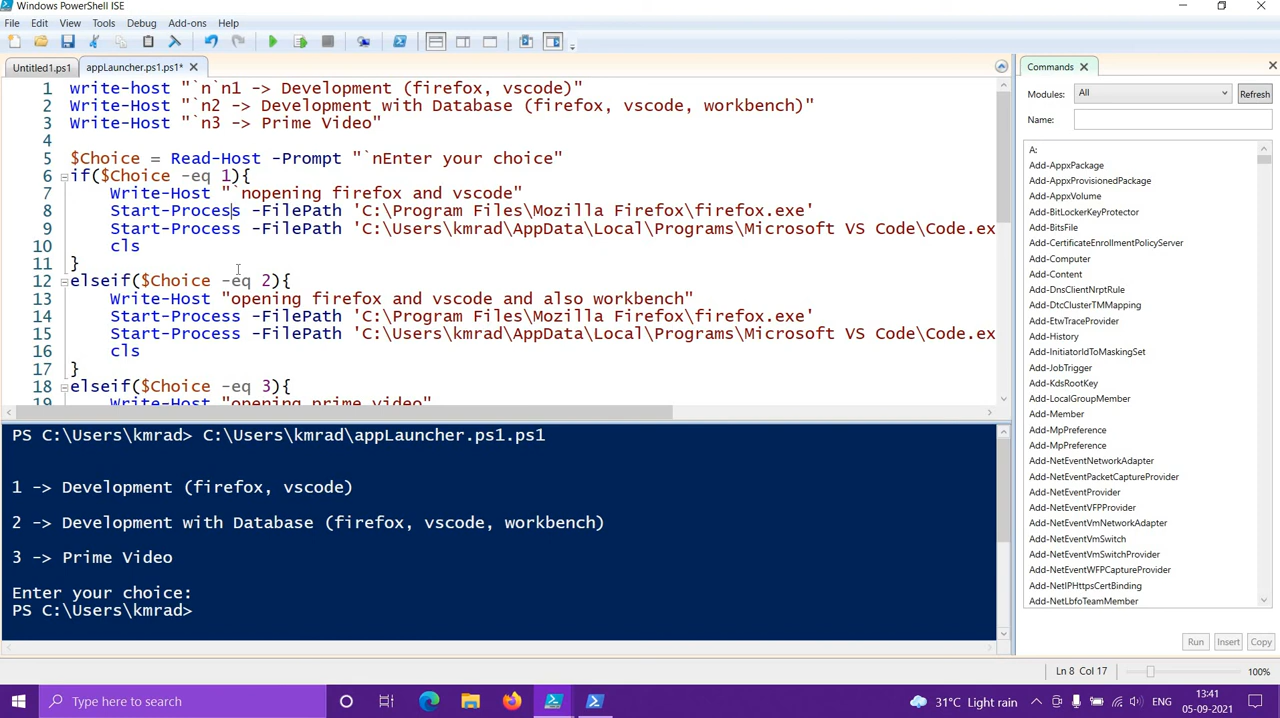 Windows PowerShell ISE
File Edit View Tools Debug Add-ons Help
Untitled1.ps1 appLauncher.ps1.ps1*
1 write-host "`n`n1 -> Development (firefox, vscode)"
2 write-host "`n2 -> Development with Database (firefox, vscode, workbench)"
3 Write-Host "`n3 -> Prime Video"
4
5 $Choice = Read-Host -Prompt "`nEnter your choice"
6 if($Choice -eq 1){
7 Write-Host "`nopening firefox and vscode"
8 Start-Process -FilePath 'C:\Program Files\Mozilla Firefox\firefox.exe'
9 Start-Process -FilePath 'C:\Users\kmrad\AppData\Local\Programs\Microsoft VS Code\Code.ex
10 cls
11 }
12 elseif($Choice -eq 2){
13 Write-Host "opening firefox and vscode and also workbench"
14 Start-Process -FilePath 'C:\Program Files\Mozilla Firefox\firefox.exe'
15 Start-Process -FilePath 'C:\Users\kmrad\AppData\Local\Programs\Microsoft VS Code\Code.ex
16 cls
17 }
18 elseif($Choice -eq 3){
19 Write-Host "opening prime video"
PS C:\Users\kmrad> C:\Users\kmrad\appLauncher.ps1.ps1
1 -> Development (firefox, vscode)
2 -> Development with Database (firefox, vscode, workbench)
3 -> Prime Video
Enter your choice:
PS C:\Users\kmrad>
Commands
Modules: All Refresh
Name:
A:
Add-AppxPackage
Add-AppxProvisionedPackage
Add-AppxVolume
Add-BitLockerKeyProtector
Add-BitsFile
Add-CertificateEnrollmentPolicyServer
Add-Computer
Add-Content
Add-DnsClientNrptRule
Add-DtcClusterTMMapping
Add-EtwTraceProvider
Add-History
Add-InitiatorIdToMaskingSet
Add-JobTrigger
Add-KdsRootKey
Add-LocalGroupMember
Add-Member
Add-MpPreference
Add-MpPreference
Add-NetEventNetworkAdapter
Add-NetEventPacketCaptureProvider
Add-NetEventProvider
Add-NetEventVFPProvider
Add-NetEventVmNetworkAdapter
Add-NetEventVmSwitch
Add-NetEventVmSwitchProvider
Add-NetEventWFPCaptureProvider
Add-NetIPHttpsCertBinding
Add-NetLbfoTeamMember
Run Insert Copy
Ln 8 Col 17 100%
Type here to search
31°C Light rain ENG 13:41
05-09-2021